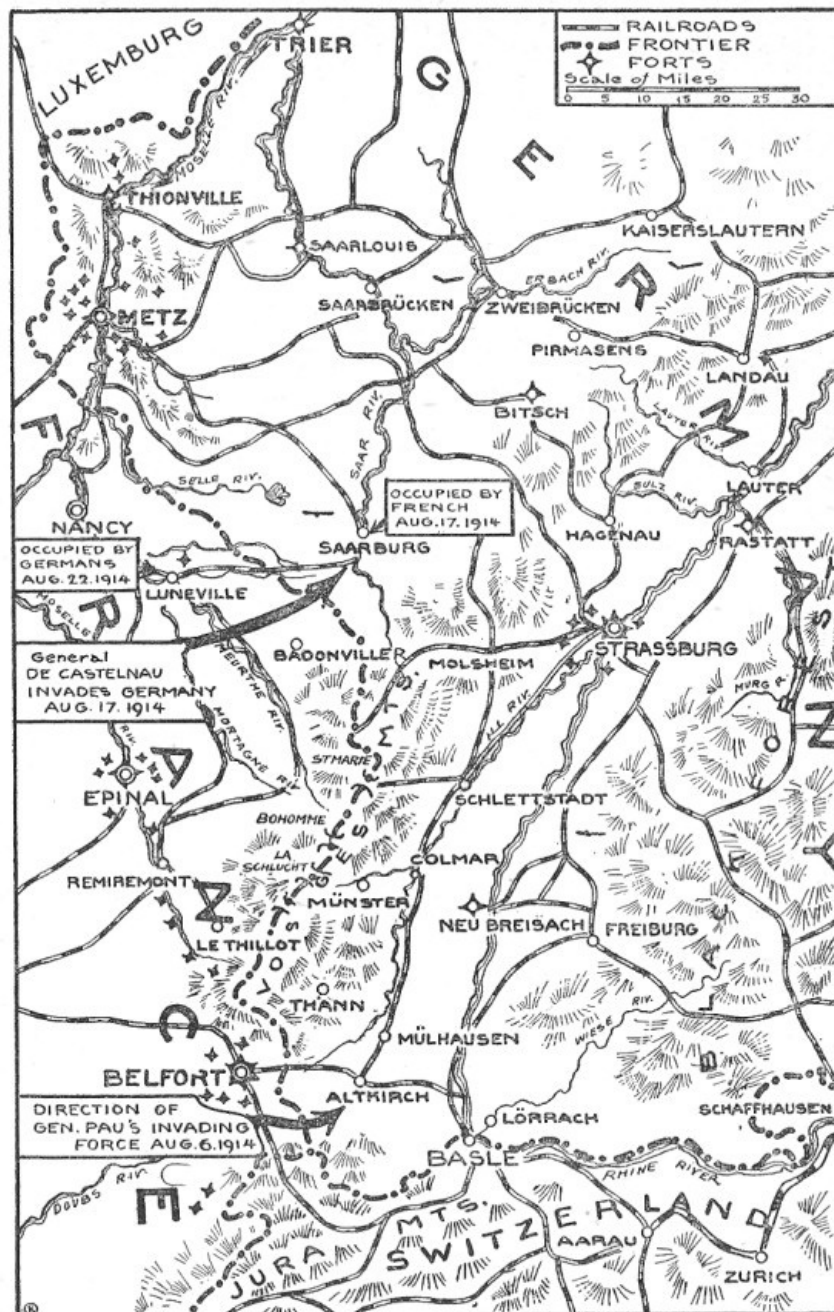 RAILROADS
FRONTIER
FORTS
Scale of Miles
0 5 10 15 20 25 30
LUXEMBURG
TRIER
G
E
R
M
A
N
Y
MOSELLE RIV.
THIONVILLE
SAARLOUIS
KAISERSLAUTERN
METZ
SAARBRÜCKEN
ERBACH RIV.
ZWEIBRÜCKEN
PIRMASENS
LANDAU
BITSCH
LAUTER RIV.
SAAR RIV.
F
R
A
N
C
E
SELLE RIV.
LAUTER
SULZ RIV.
OCCUPIED BY
FRENCH
AUG.17.1914
NANCY
SAARBURG
HAGENAU
RASTATT
OCCUPIED BY
GERMANS
AUG.22.1914
LUNEVILLE
MOSELLE
RIV.
STRASSBURG
General
DE CASTELNAU
INVADES GERMANY
AUG.17.1914
MEURTHE RIV.
BADONVILLER
MOLSHEIM
MURG R.
ILL RIV.
MORTAGNE RIV.
ST MARIE
EPINAL
SCHLETTSTADT
BOHOMME
LA
SCHLUCHT
COLMAR
REMIREMONT
MÜNSTER
VOSGES MTS.
NEU BREISACH
FREIBURG
LE THILLOT
THANN
WIESE RIV.
MÜLHAUSEN
BELFORT
ALTKIRCH
SCHAFFHAUSEN
DIRECTION OF
GEN. PAU'S INVADING
FORCE AUG.6.1914
LÖRRACH
BASLE
RHINE RIVER
DOUBS RIV.
JURA MTS.
SWITZERLAND
AARAU
ZURICH